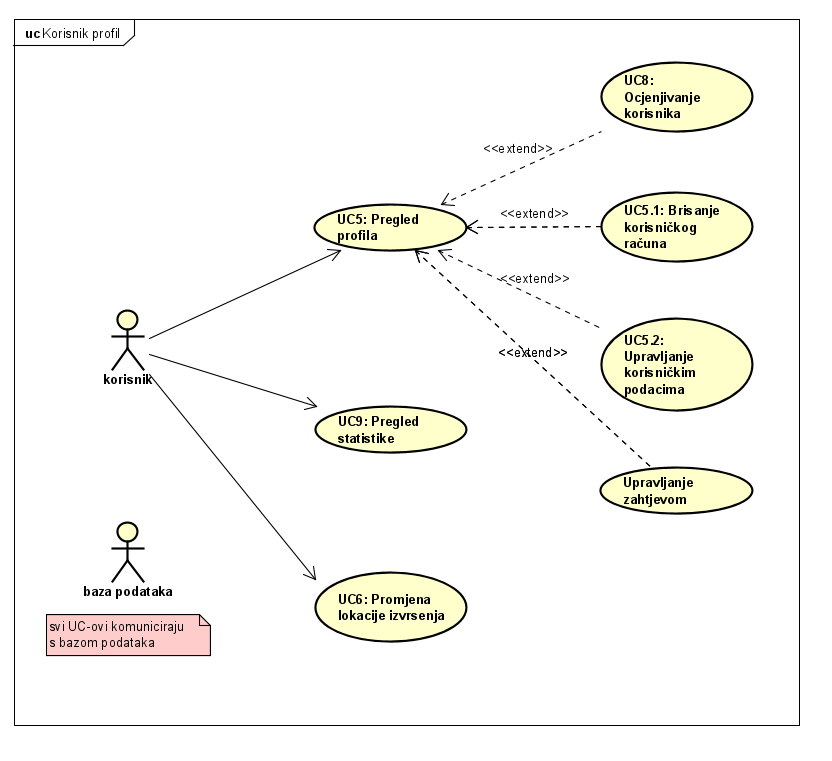 uc Korisnik profil
UC8:
Ocjenjivanje
korisnika
<<extend>>
UC5: Pregled
profila
<<extend>>
UC5.1: Brisanje
korisničkog
računa
<<extend>>
UC5.2:
Upravljanje
korisničkim
podacima
<<extend>>
korisnik
UC9: Pregled
statistike
Upravljanje
zahtjevom
baza podataka
UC6: Promjena
lokacije izvrsenja
svi UC-ovi komuniciraju
s bazom podataka